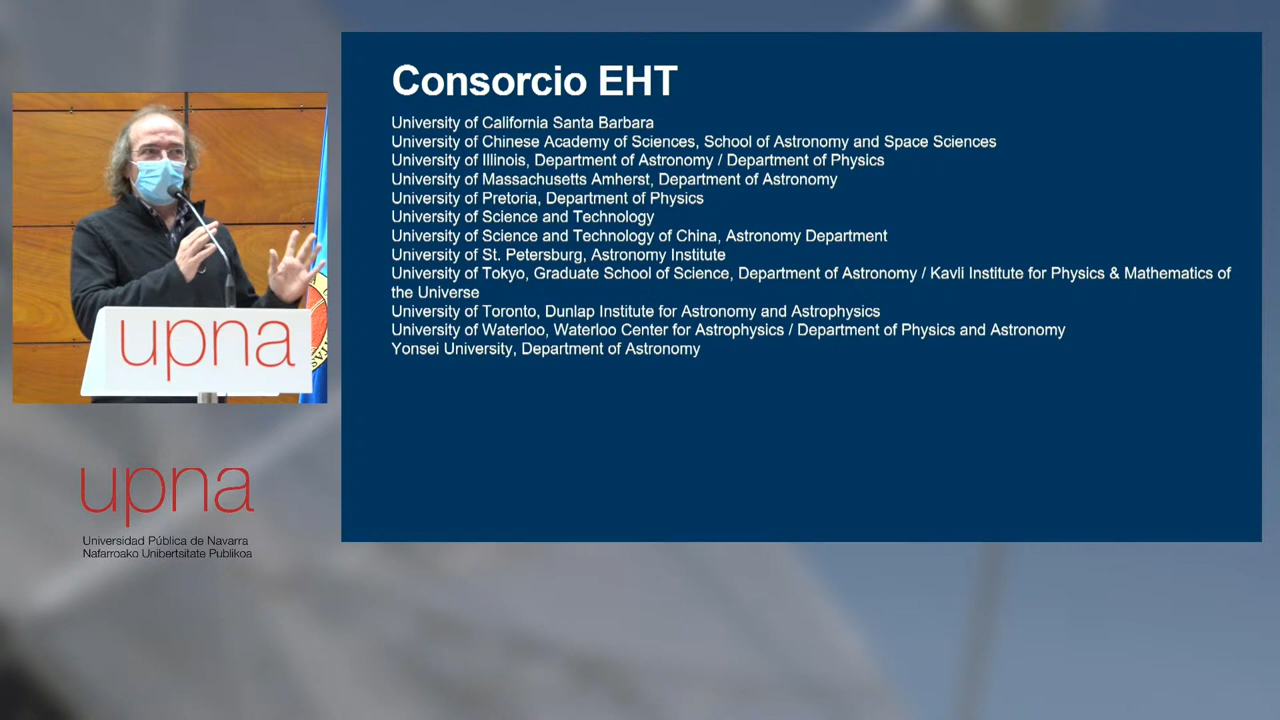 Consorcio EHT
University of California Santa Barbara
University of Chinese Academy of Sciences, School of Astronomy and Space Sciences
University of Illinois, Department of Astronomy / Department of Physics
University of Massachusetts Amherst, Department of Astronomy
University of Pretoria, Department of Physics
University of Science and Technology
University of Science and Technology of China, Astronomy Department
University of St. Petersburg, Astronomy Institute
University of Tokyo, Graduate School of Science, Department of Astronomy / Kavli Institute for Physics & Mathematics of
the Universe
University of Toronto, Dunlap Institute for Astronomy and Astrophysics
University of Waterloo, Waterloo Center for Astrophysics / Department of Physics and Astronomy
Yonsei University, Department of Astronomy
upna
upna
Universidad Pública de Navarra
Nafarroako Unibertsitate Publikoa